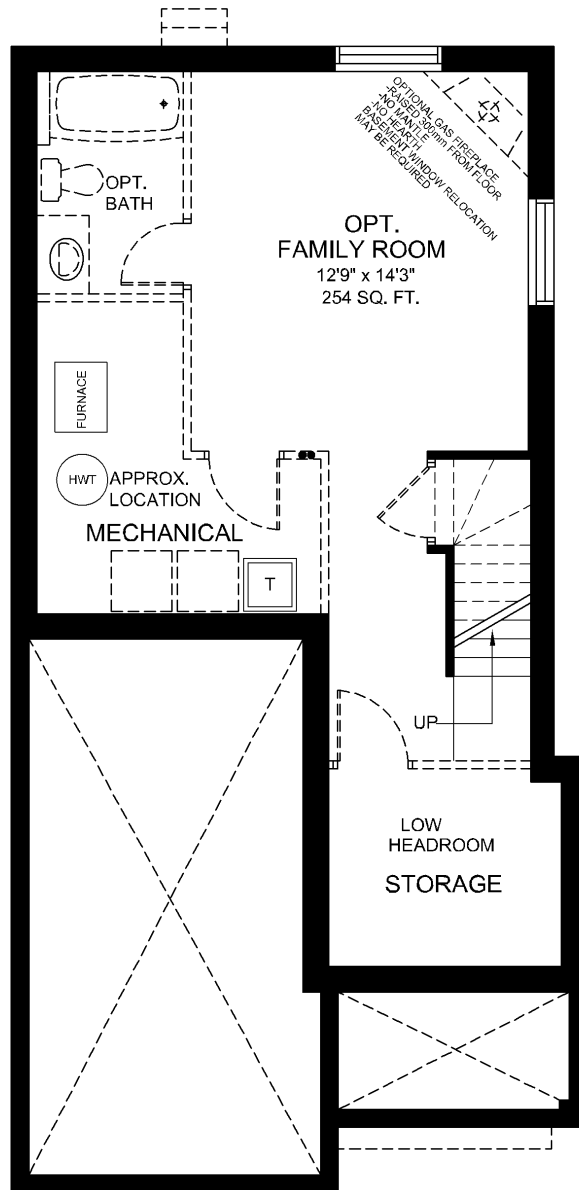 OPTIONAL GAS FIREPLACE
-RAISED 300mm FROM FLOOR
-NO MANTLE
-NO HEARTH
BASEMENT WINDOW RELOCATION
MAY BE REQUIRED
OPT.
BATH
OPT.
FAMILY ROOM
12'9" x 14'3"
254 SQ. FT.
FURNACE
HWT
APPROX.
LOCATION
MECHANICAL
T
UP
LOW
HEADROOM
STORAGE